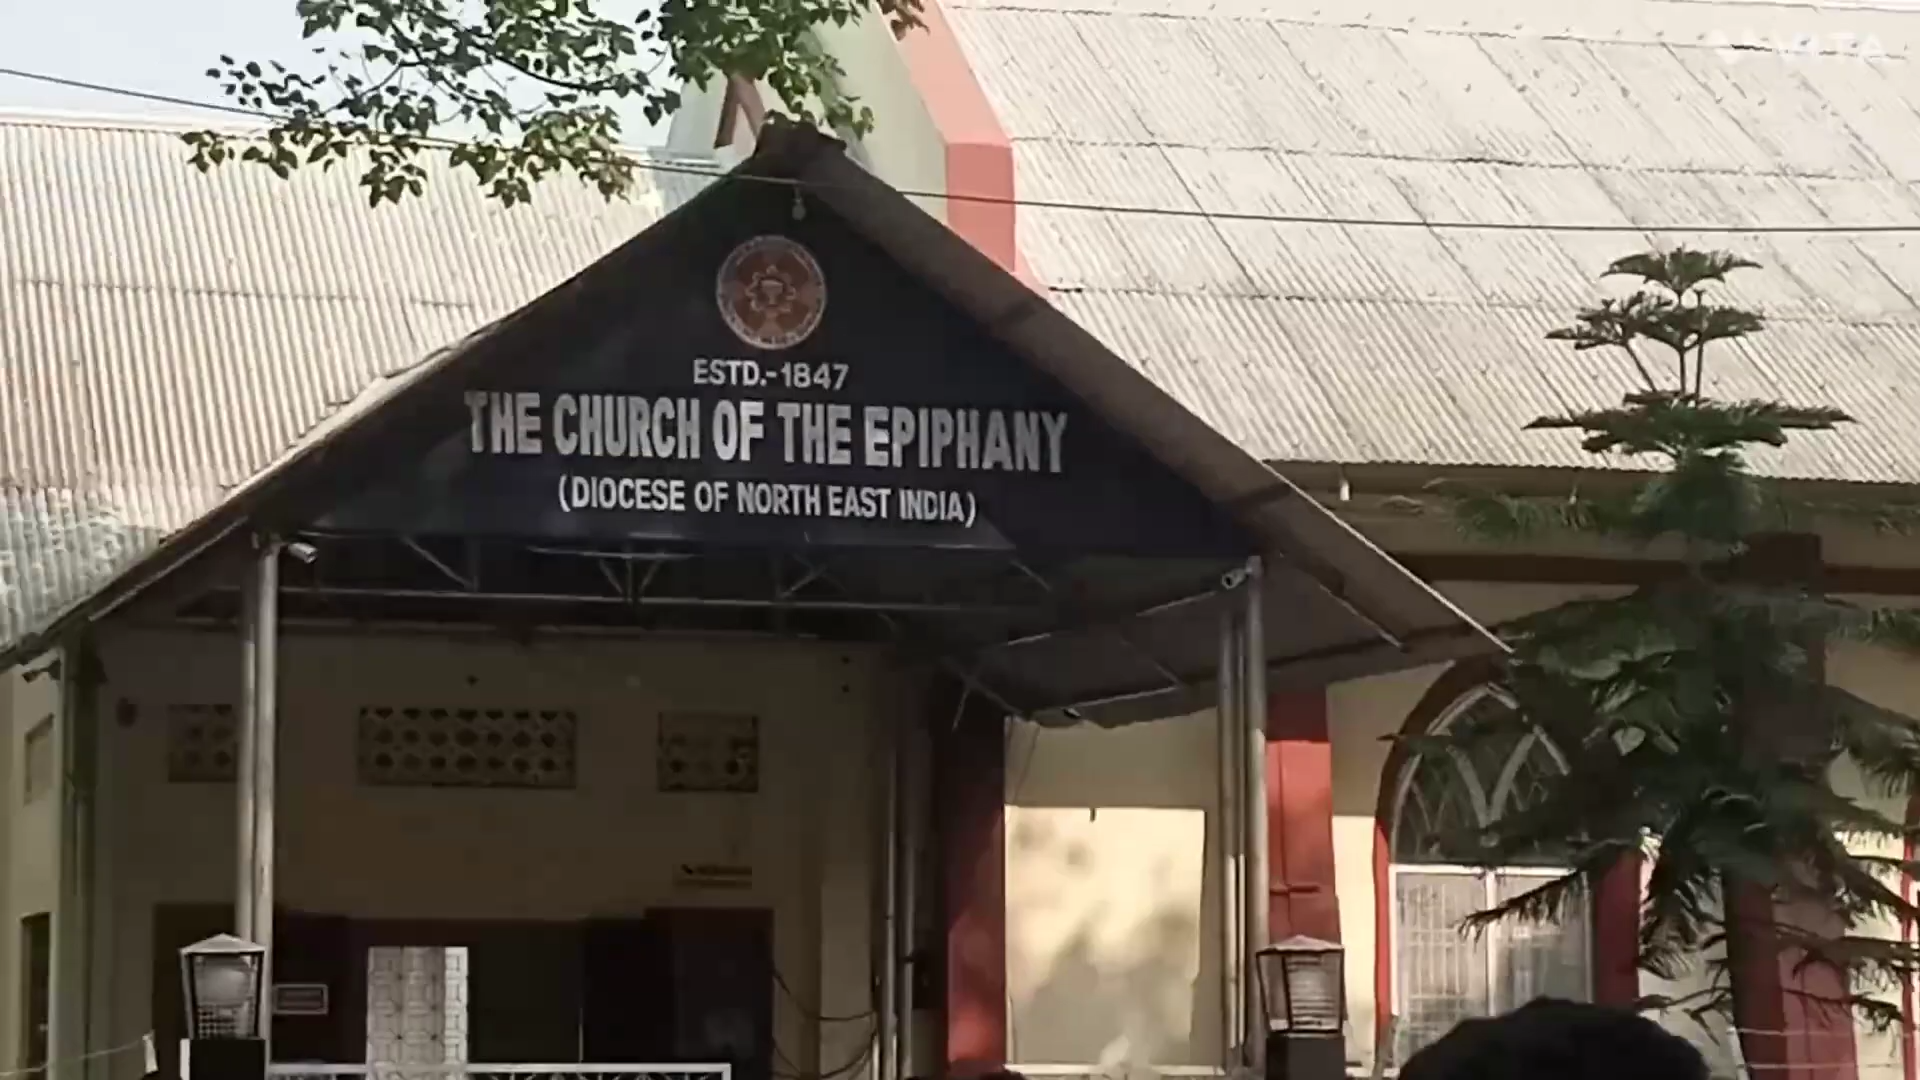 ESTD.-1847
THE CHURCH OF THE EPIPHANY
(DIOCESE OF NORTH EAST INDIA)